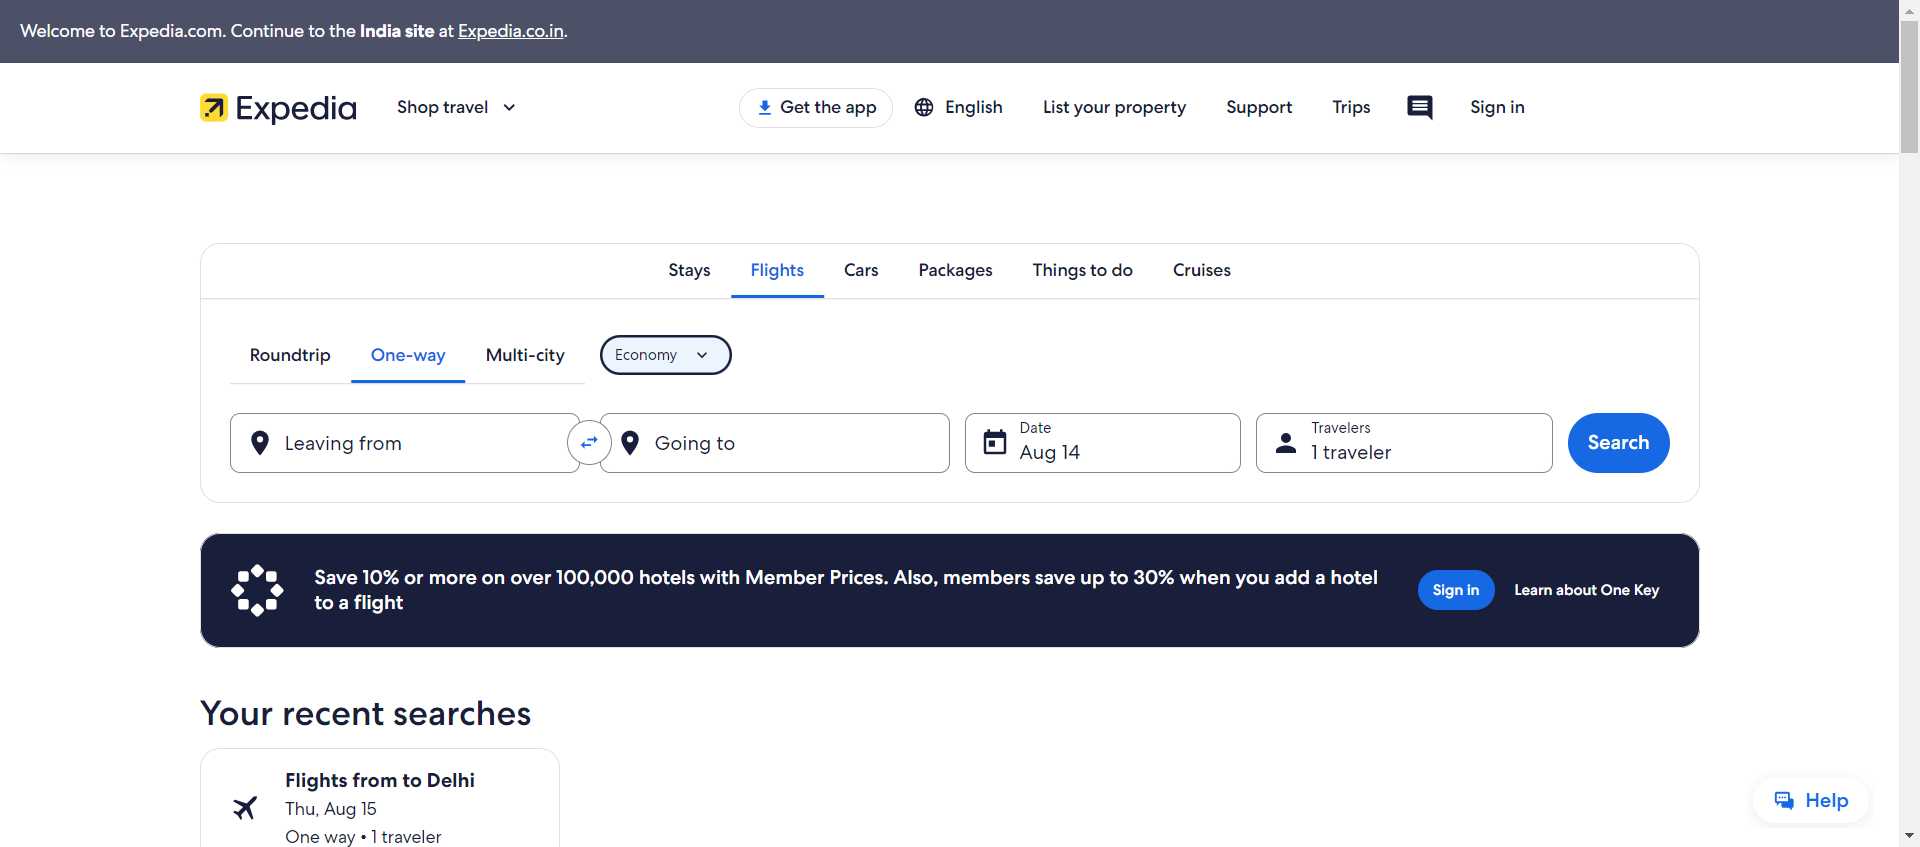 Welcome to Expedia.com. Continue to the India site at Expedia.co.in.
Expedia
Shop travel
Get the app
English
List your property
Support
Trips
Sign in
Stays
Flights
Cars
Packages
Things to do
Cruises
Roundtrip
One-way
Multi-city
Economy
Leaving from
Going to
Date
Aug 14
Travelers
1 traveler
Search
Save 10% or more on over 100,000 hotels with Member Prices. Also, members save up to 30% when you add a hotel
to a flight
Sign in
Learn about One Key
Your recent searches
Flights from to Delhi
Thu, Aug 15
One way • 1 traveler
Help